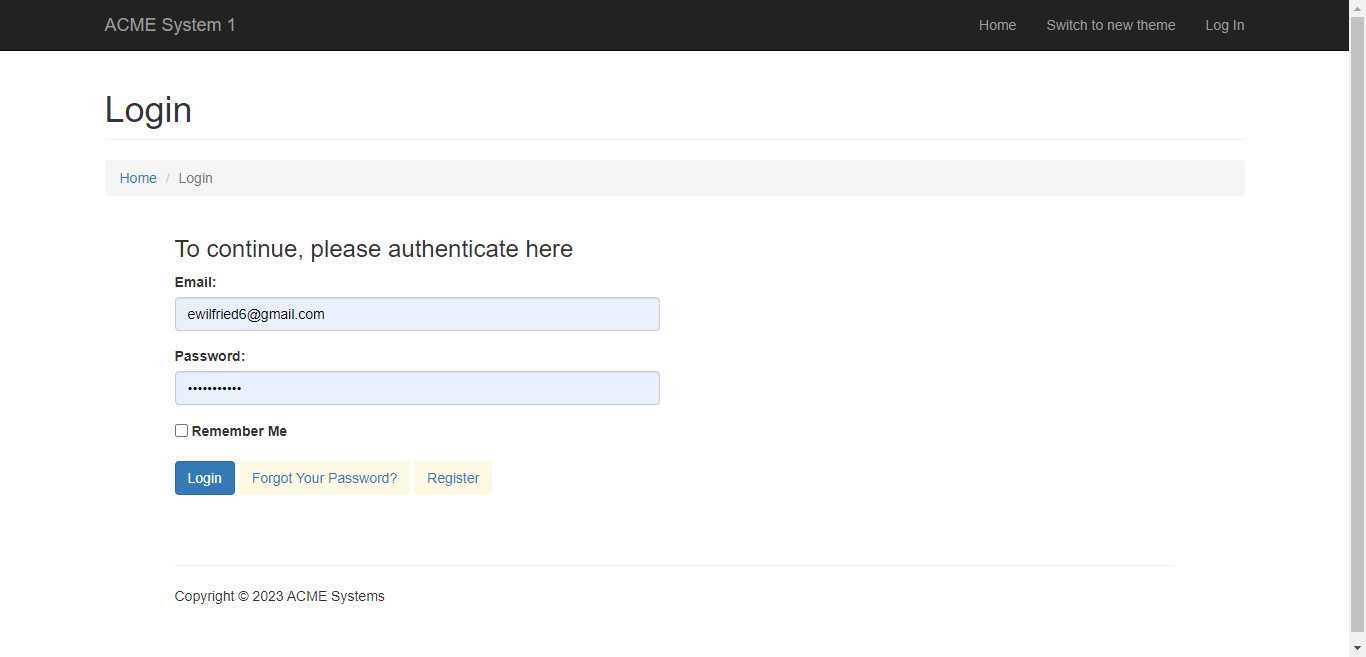 ACME System 1 Home Switch to new theme Log In
Login
Home / Login
To continue, please authenticate here
Email:
ewilfried6@gmail.com
Password:
•••••••••••
Remember Me
Login Forgot Your Password? Register
Copyright © 2023 ACME Systems